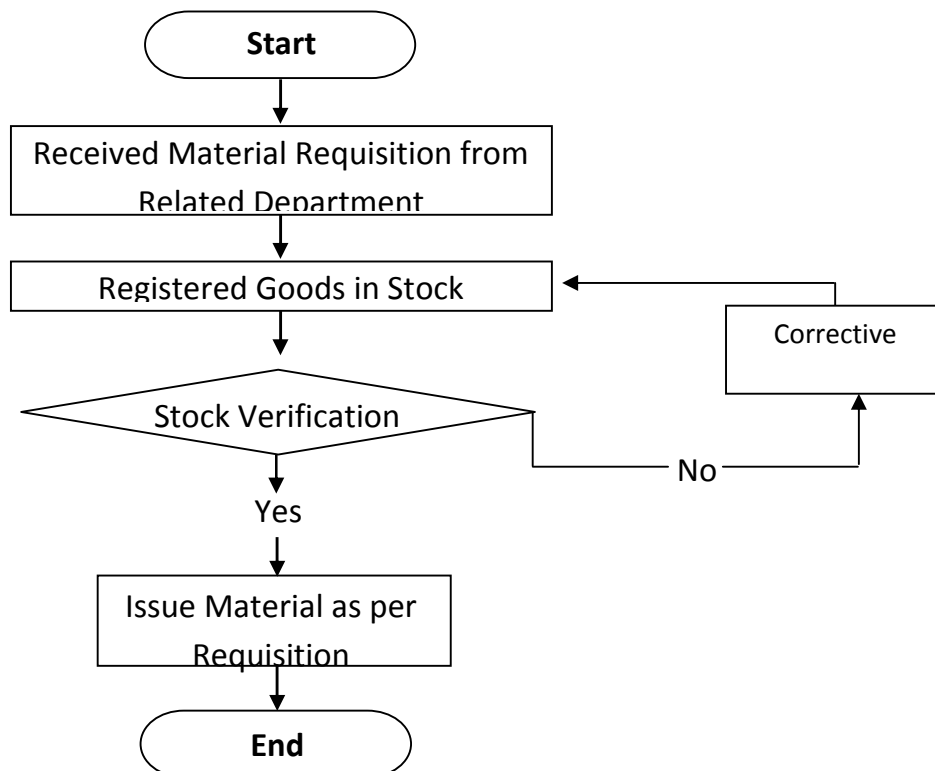 Start
Received Material Requisition from
Related Department
Registered Goods in Stock
Corrective
Stock Verification
No
Yes
Issue Material as per
Requisition
End